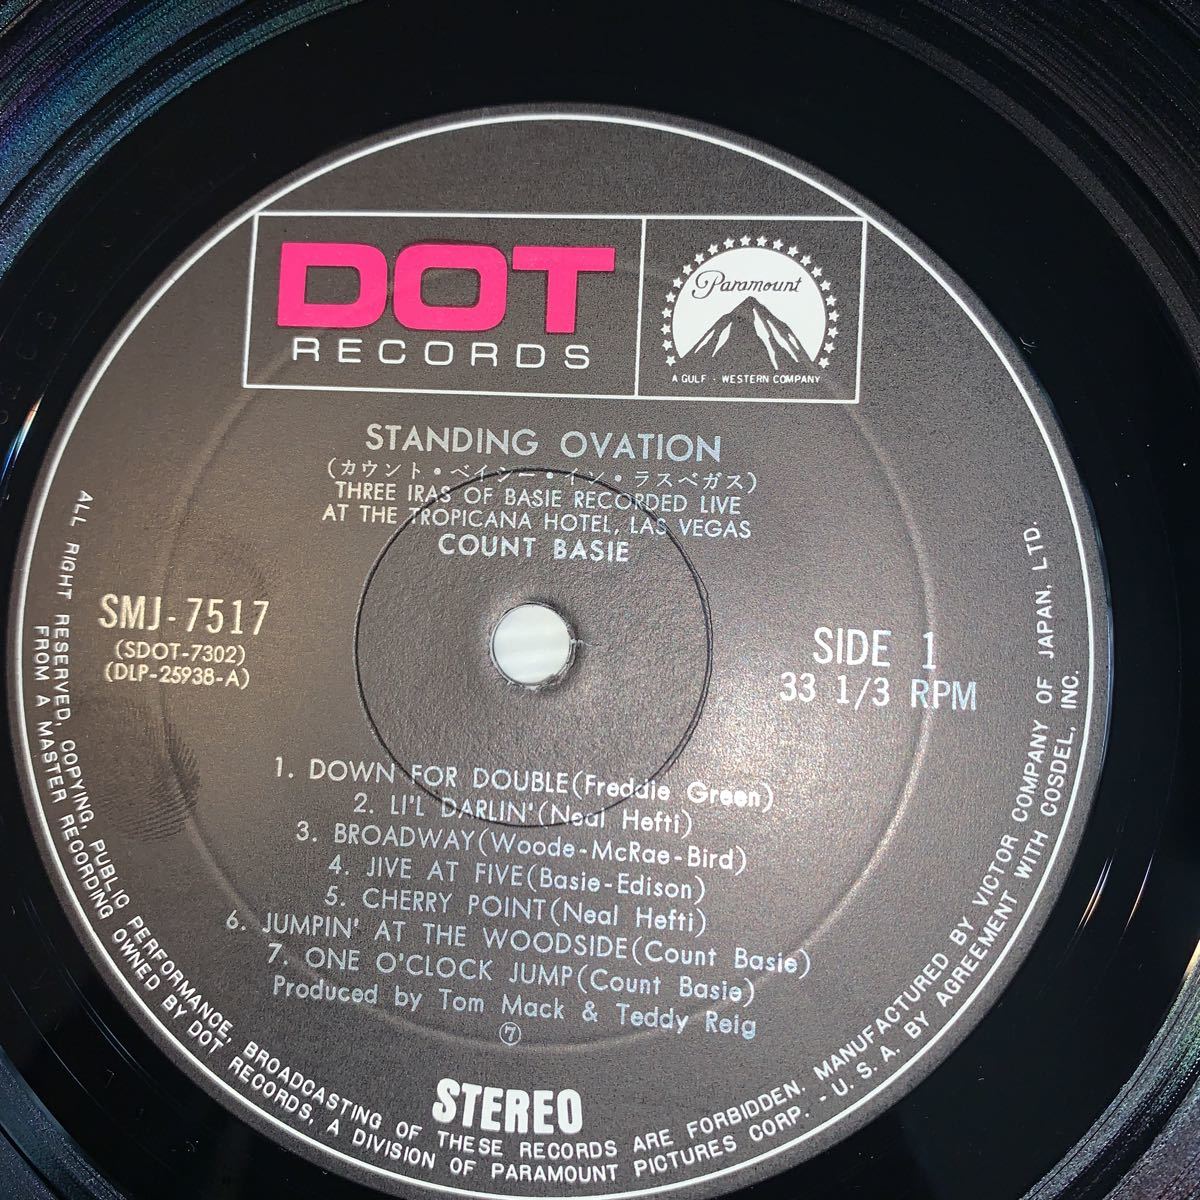 DOT
RECORDS
Paramount
A GULF - WESTERN COMPANY
STANDING OVATION
(カウント・ベイシー・イン・ラスベガス)
THREE IRAS OF BASIE RECORDED LIVE
AT THE TROPICANA HOTEL, LAS VEGAS
COUNT BASIE
SMJ-7517
(SDOT-7302)
(DLP-25938-A)
SIDE 1
33 1/3 RPM
1. DOWN FOR DOUBLE(Freddie Green)
2. LI'L DARLIN'(Neal Hefti)
3. BROADWAY(Woode-McRae-Bird)
4. JIVE AT FIVE(Basie-Edison)
5. CHERRY POINT(Neal Hefti)
6. JUMPIN' AT THE WOODSIDE(Count Basie)
7. ONE O'CLOCK JUMP(Count Basie)
Produced by Tom Mack & Teddy Reig
⑦
STEREO
ALL RIGHT RESERVED, COPYING, PUBLIC PERFORMANCE, BROADCASTING OF THESE RECORDS ARE FORBIDDEN. MANUFACTURED BY VICTOR COMPANY OF JAPAN, LTD.
FROM A MASTER RECORDING OWNED BY DOT RECORDS, A DIVISION OF PARAMOUNT PICTURES CORP. - U. S. A. BY AGREEMENT WITH COSDEL, INC.